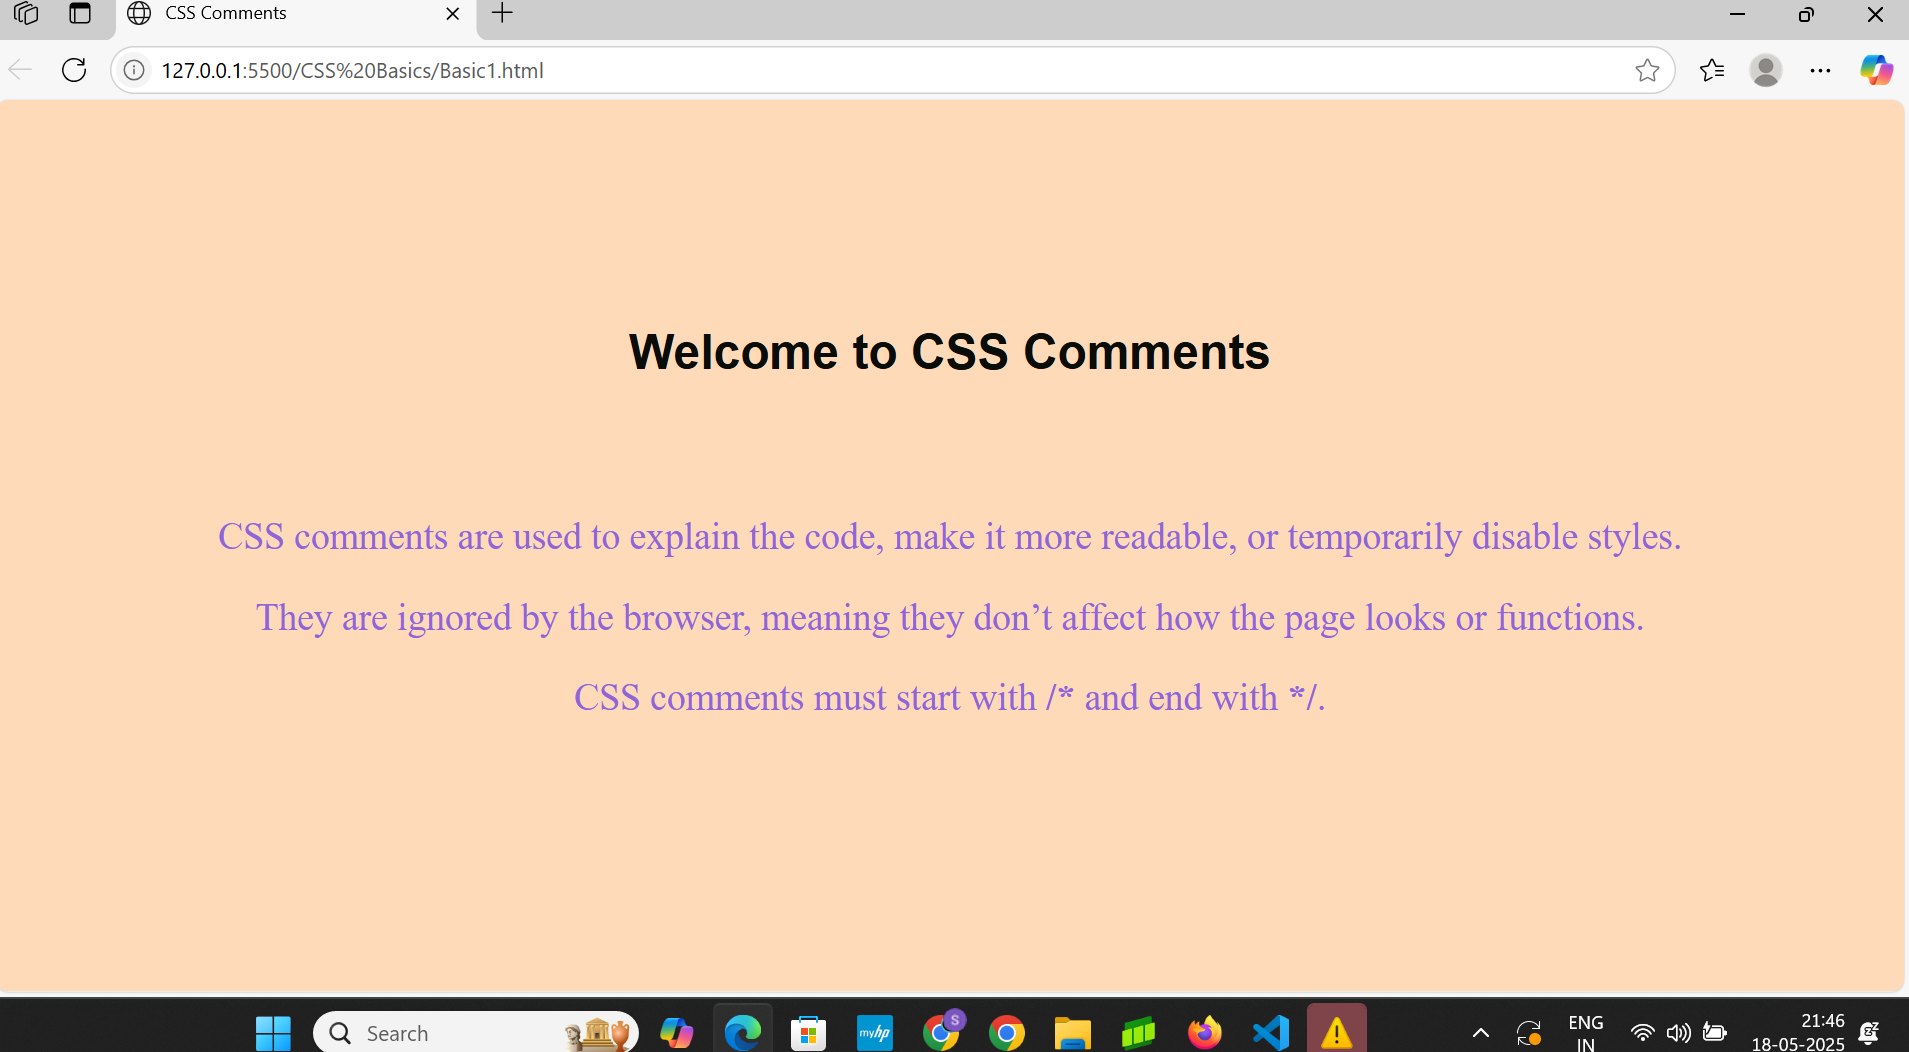 CSS Comments
127.0.0.1:5500/CSS%20Basics/Basic1.html
Welcome to CSS Comments
CSS comments are used to explain the code, make it more readable, or temporarily disable styles.
They are ignored by the browser, meaning they don’t affect how the page looks or functions.
CSS comments must start with /* and end with */.
Search
myhp
S
ENG
IN
21:46
18-05-2025